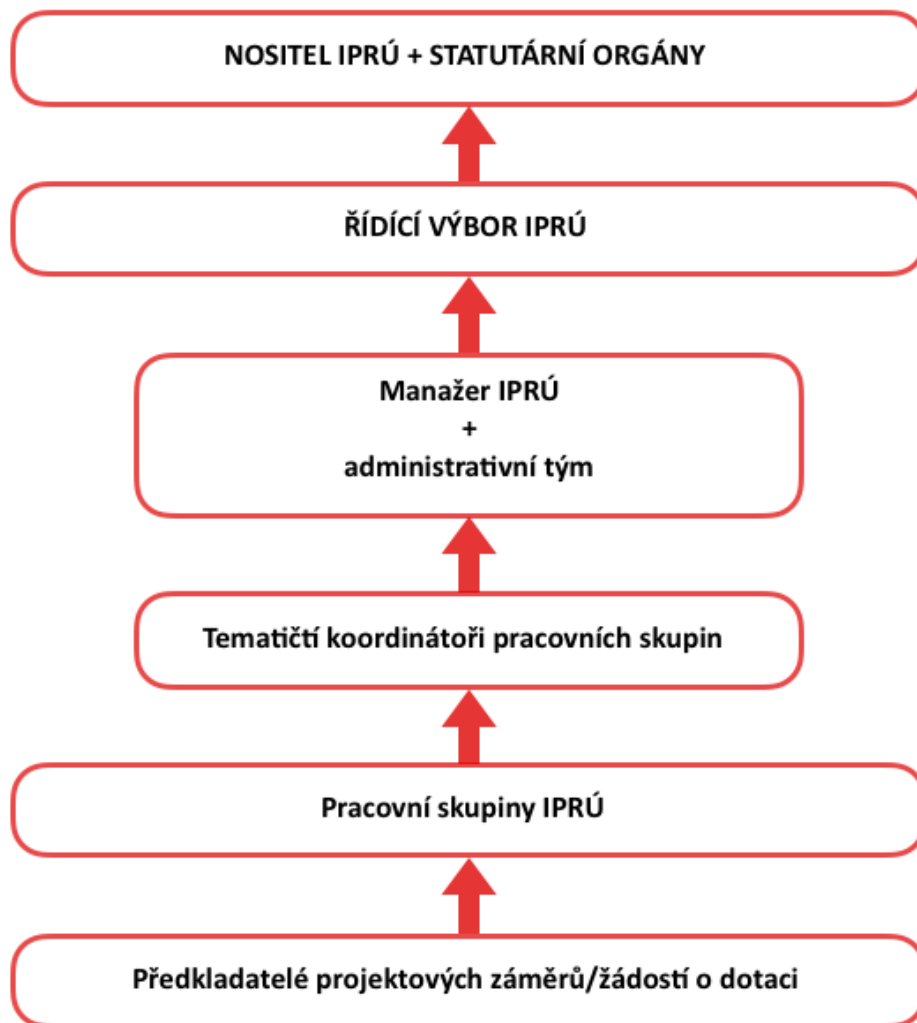 NOSITEL IPRÚ + STATUTÁRNÍ ORGÁNY
ŘÍDÍCÍ VÝBOR IPRÚ
Manažer IPRÚ
+
administrativní tým
Tematičtí koordinátoři pracovních skupin
Pracovní skupiny IPRÚ
Předkladatelé projektových záměrů/žádostí o dotaci